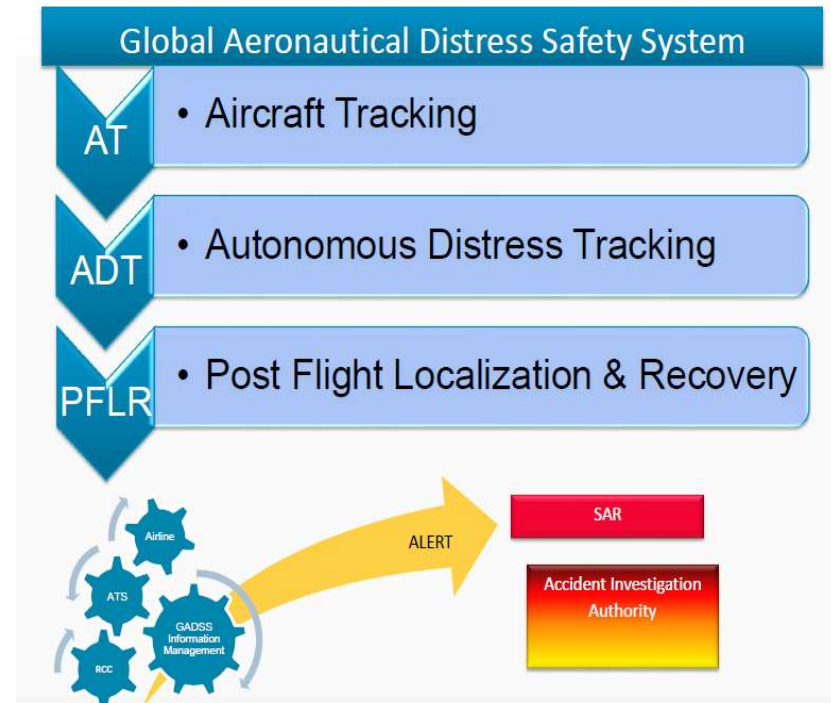 Global Aeronautical Distress Safety System
AT
• Aircraft Tracking
ADT
• Autonomous Distress Tracking
PFLR
• Post Flight Localization & Recovery
Airline
ATS
GADSS
Information
Management
RCC
ALERT
SAR
Accident Investigation
Authority